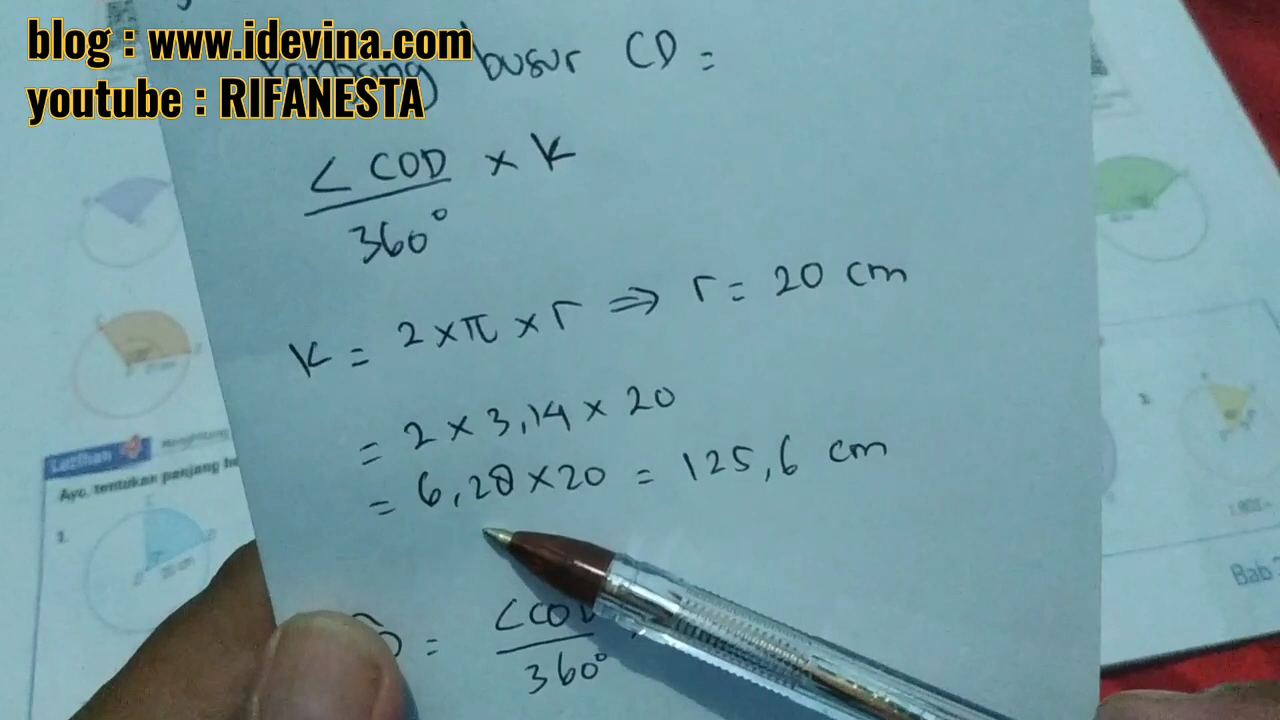 blog : www.idevina.com
youtube : RIFANESTA
busur CD =
< COD × K
360°
K = 2 × π × r ⇒ r = 20 cm
= 2 × 3,14 × 20
= 6,28 × 20 = 125,6 cm
= <COD
360°
Latihan
Ayo, tentukan panjang
1.
Bab